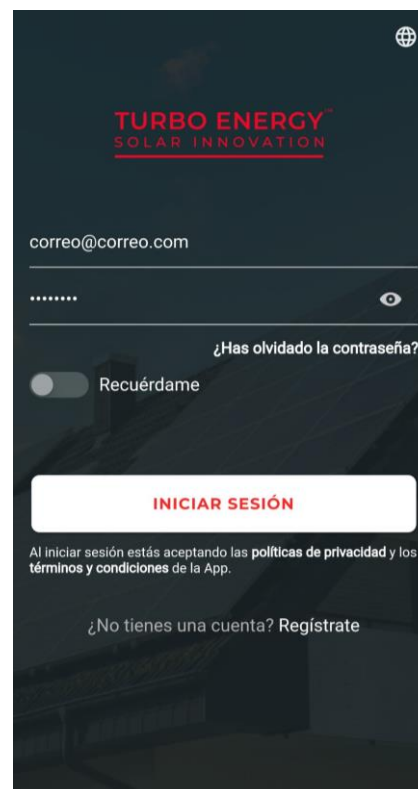 TURBO ENERGY™
SOLAR INNOVATION
correo@correo.com
••••••••
¿Has olvidado la contraseña?
Recuérdame
INICIAR SESIÓN
Al iniciar sesión estás aceptando las políticas de privacidad y los
términos y condiciones de la App.
¿No tienes una cuenta? Regístrate